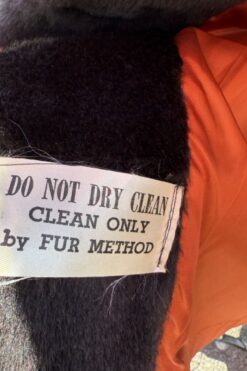 DO NOT DRY CLEAN
CLEAN ONLY
by FUR METHOD